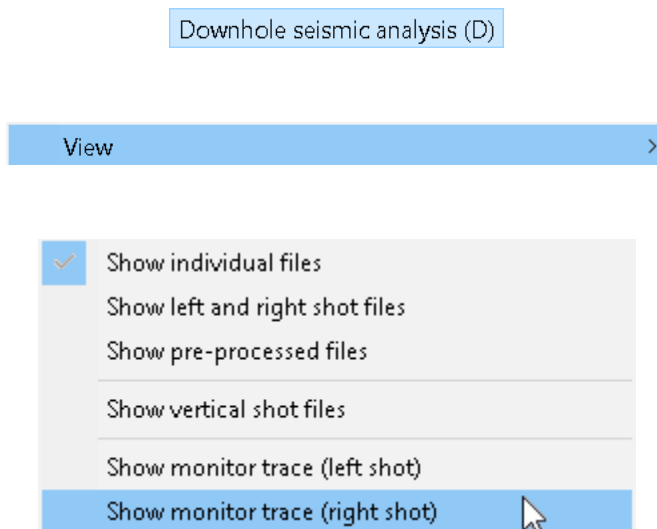 Downhole seismic analysis (D)
View
Show individual files
Show left and right shot files
Show pre-processed files
Show vertical shot files
Show monitor trace (left shot)
Show monitor trace (right shot)